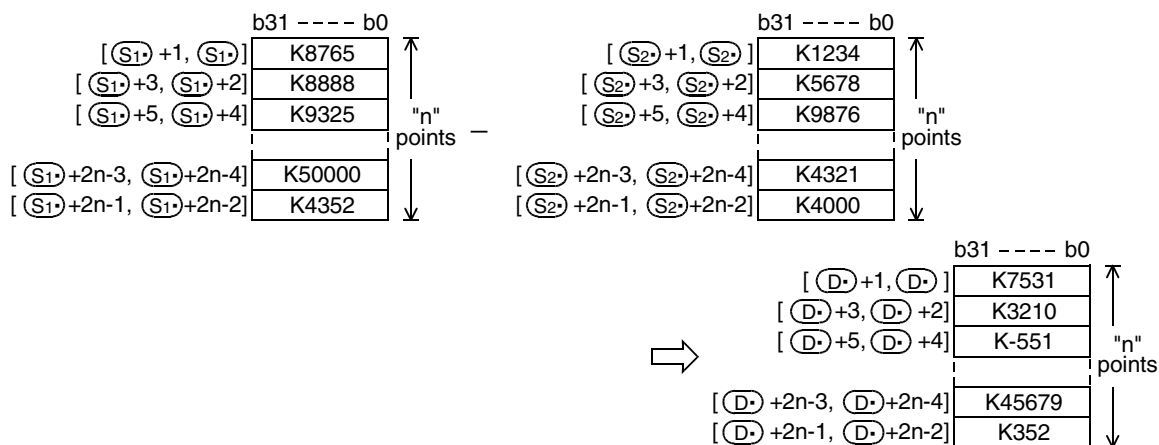 b31 ---- b0
[(S1•) +1, (S1•)] K8765
[(S1•)+3, (S1•)+2] K8888
[(S1•)+5, (S1•)+4] K9325
"n"
points
[(S1•)+2n-3, (S1•)+2n-4] K50000
[(S1•)+2n-1, (S1•)+2n-2] K4352
–
b31 ---- b0
[(S2•)+1, (S2•)] K1234
[(S2•)+3, (S2•)+2] K5678
[(S2•)+5, (S2•)+4] K9876
"n"
points
[(S2•)+2n-3, (S2•)+2n-4] K4321
[(S2•)+2n-1, (S2•)+2n-2] K4000
b31 ---- b0
[(D•)+1, (D•)] K7531
[(D•)+3, (D•)+2] K3210
[(D•)+5, (D•)+4] K-551
"n"
points
[(D•)+2n-3, (D•)+2n-4] K45679
[(D•)+2n-1, (D•)+2n-2] K352